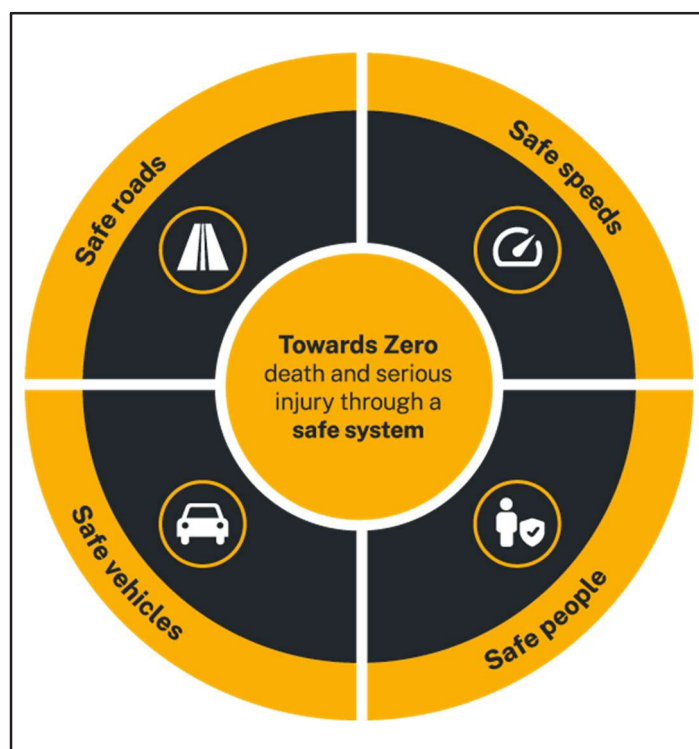 Safe roads
Safe speeds
Towards Zero
death and serious
injury through a
safe system
Safe vehicles
Safe people